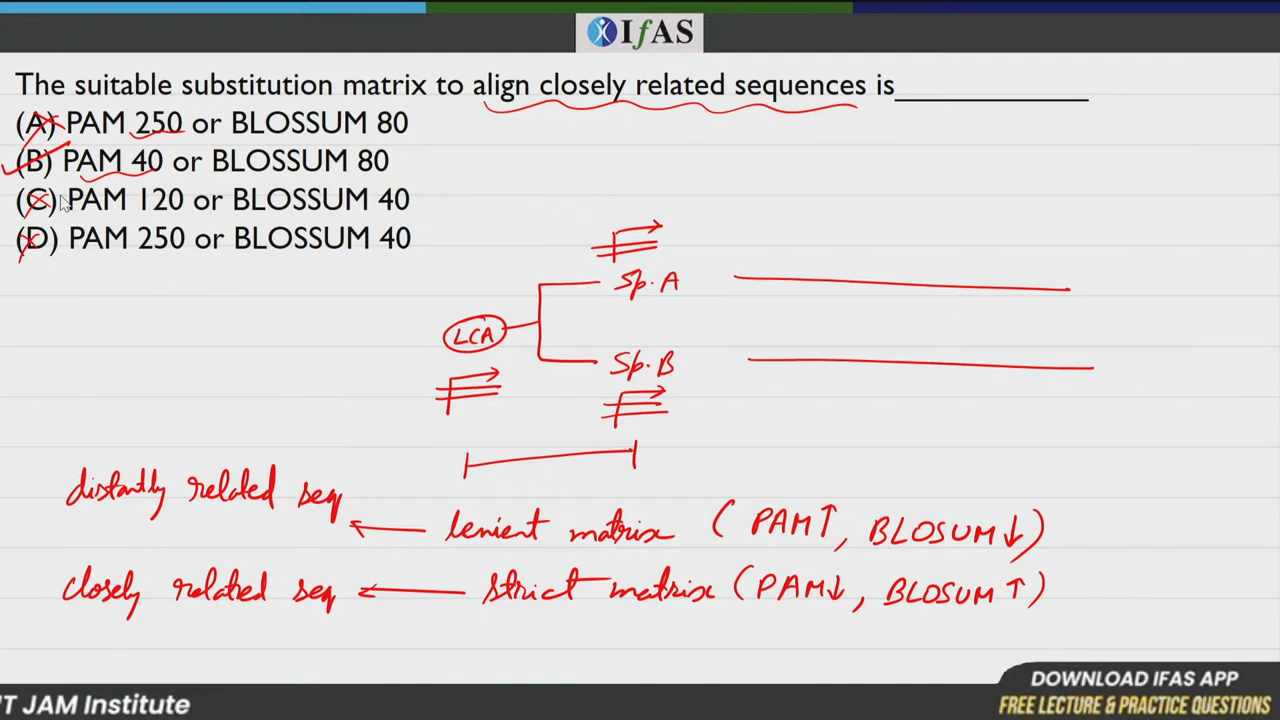 IfAS
The suitable substitution matrix to align closely related sequences is____________
(A) PAM 250 or BLOSSUM 80
(B) PAM 40 or BLOSSUM 80
(C) PAM 120 or BLOSSUM 40
(D) PAM 250 or BLOSSUM 40
Sp. A
LCA
Sp. B
distantly related seq ← lenient matrix (PAM↑, BLOSUM↓)
closely related seq ← strict matrix (PAM↓, BLOSUM↑)
DOWNLOAD IFAS APP
FREE LECTURE & PRACTICE QUESTIONS
T JAM Institute